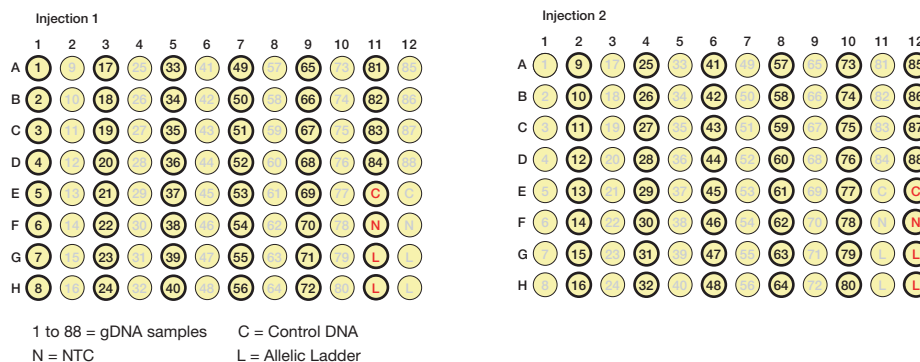 Injection 1
1 2 3 4 5 6 7 8 9 10 11 12
A 1 9 17 25 33 41 49 57 65 73 81 85
B 2 10 18 26 34 42 50 58 66 74 82 86
C 3 11 19 27 35 43 51 59 67 75 83 87
D 4 12 20 28 36 44 52 60 68 76 84 88
E 5 13 21 29 37 45 53 61 69 77 C C
F 6 14 22 30 38 46 54 62 70 78 N N
G 7 15 23 31 39 47 55 63 71 79 L L
H 8 16 24 32 40 48 56 64 72 80 L L
1 to 88 = gDNA samples C = Control DNA
N = NTC L = Allelic Ladder
Injection 2
1 2 3 4 5 6 7 8 9 10 11 12
A 1 9 17 25 33 41 49 57 65 73 81 85
B 2 10 18 26 34 42 50 58 66 74 82 86
C 3 11 19 27 35 43 51 59 67 75 83 87
D 4 12 20 28 36 44 52 60 68 76 84 88
E 5 13 21 29 37 45 53 61 69 77 C C
F 6 14 22 30 38 46 54 62 70 78 N N
G 7 15 23 31 39 47 55 63 71 79 L L
H 8 16 24 32 40 48 56 64 72 80 L L